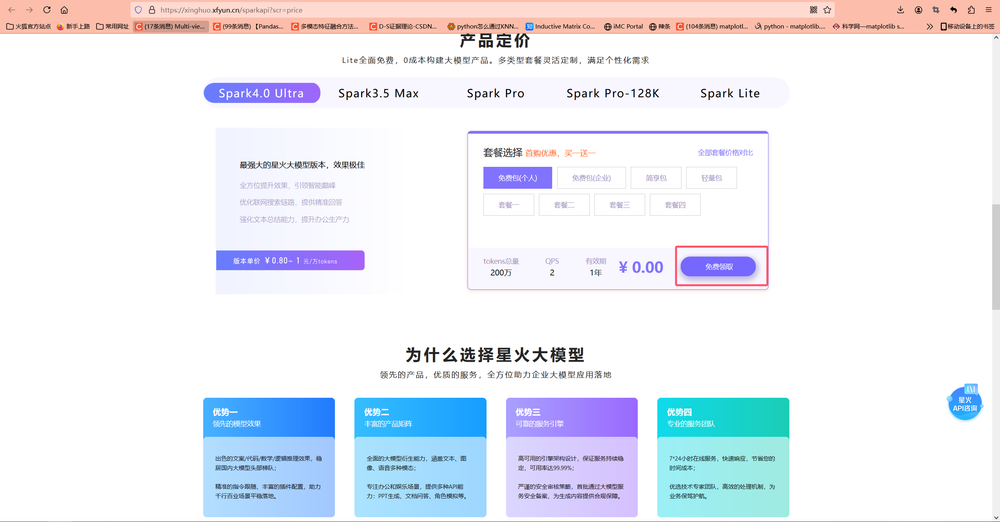 https://xinghuo.xfyun.cn/sparkapi?scr=price
火狐官方站点 新手上路 常用网址 (17条消息) Multi-vie... (99条消息) 【Pandas... 多模态特征融合方法... D-S证据理论-CSDN... python怎么通过KNN... 知 Inductive Matrix Co... iMC Portal 辣条 (104条消息) matplotl... python - matplotlib.... 科学网—matplotlib s... 移动设备上的书签
产品定价
Lite全面免费，0成本构建大模型产品。多类型套餐灵活定制，满足个性化需求
Spark4.0 Ultra Spark3.5 Max Spark Pro Spark Pro-128K Spark Lite
最强大的星火大模型版本，效果极佳
全方位提升效果，引领智能巅峰
优化联网搜索链路，提供精准回答
强化文本总结能力，提升办公生产力
版本单价 ￥0.80~ 1 元/万tokens
套餐选择 首购优惠，买一送一 全部套餐价格对比
免费包(个人) 免费包(企业) 简享包 轻量包
套餐一 套餐二 套餐三 套餐四
tokens总量 QPS 有效期
200万 2 1年
¥ 0.00
免费领取
为什么选择星火大模型
领先的产品，优质的服务，全方位助力企业大模型应用落地
优势一
领先的模型效果
出色的文案/代码/数学/逻辑推理效果，稳
居国内大模型头部梯队；
精准的指令跟随、丰富的插件配置，助力
千行百业场景平稳落地。
优势二
丰富的产品矩阵
全面的大模型衍生能力，涵盖文本、图
像、语音多种模态；
专注办公和娱乐场景，提供多种API能
力：PPT生成、文档问答、角色模拟等。
优势三
可靠的服务引擎
高可用的引擎架构设计，保证服务持续稳
定，可用率达99.99%；
严谨的安全审核策略，首批通过大模型服
务安全备案，为生成内容提供合规保障。
优势四
专业的服务团队
7*24小时在线服务，快速响应，节省您的
时间成本；
优选技术专家团队，高效的处理机制，为
业务保驾护航。
{\}
星火
API咨询